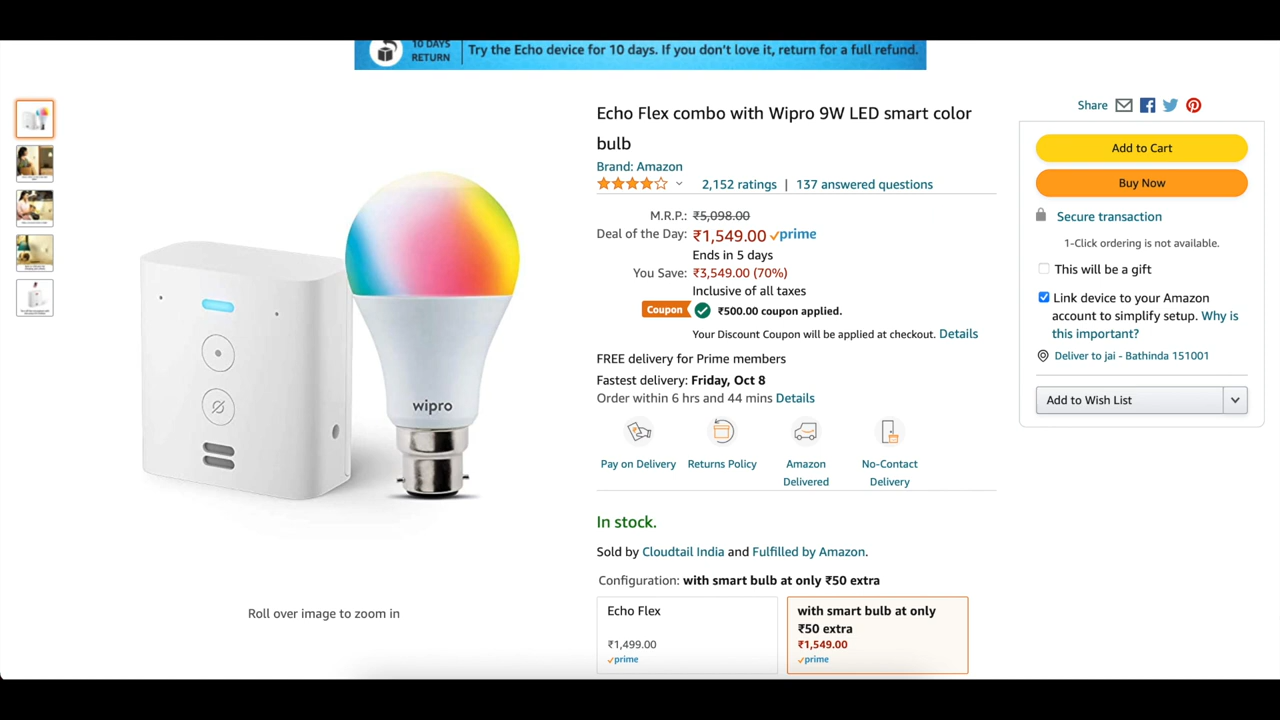 10 DAYS
RETURN
Try the Echo device for 10 days. If you don't love it, return for a full refund.
Echo Flex combo with Wipro 9W LED smart color
bulb
Brand: Amazon
2,152 ratings | 137 answered questions
M.R.P.: ₹5,098.00
Deal of the Day: ₹1,549.00 prime
Ends in 5 days
You Save: ₹3,549.00 (70%)
Inclusive of all taxes
Coupon ₹500.00 coupon applied.
Your Discount Coupon will be applied at checkout. Details
FREE delivery for Prime members
Fastest delivery: Friday, Oct 8
Order within 6 hrs and 44 mins Details
Pay on Delivery
Returns Policy
Amazon
Delivered
No-Contact
Delivery
In stock.
Sold by Cloudtail India and Fulfilled by Amazon.
Configuration: with smart bulb at only ₹50 extra
Echo Flex
₹1,499.00
prime
with smart bulb at only
₹50 extra
₹1,549.00
prime
wipro
Roll over image to zoom in
Share
Add to Cart
Buy Now
Secure transaction
1-Click ordering is not available.
This will be a gift
Link device to your Amazon
account to simplify setup. Why is
this important?
Deliver to jai - Bathinda 151001
Add to Wish List